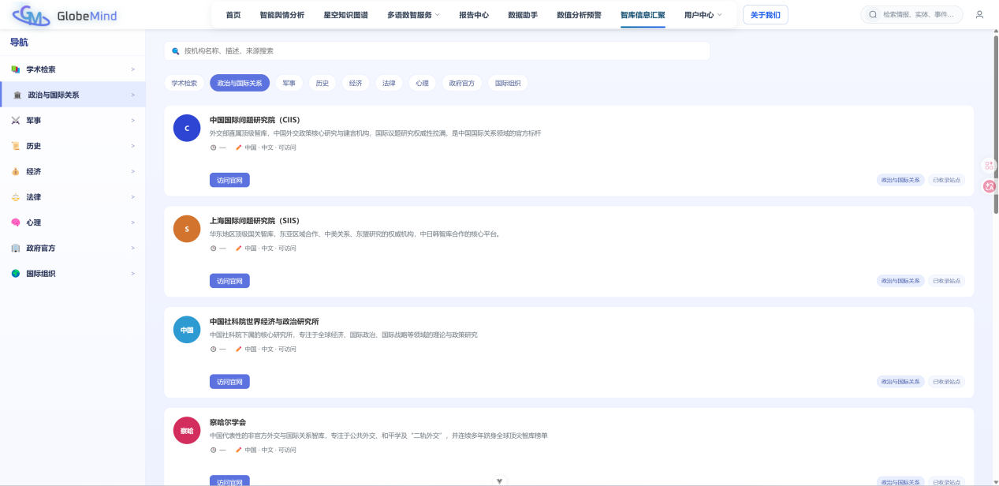 GlobeMind
首页 智能舆情分析 星空知识图谱 多语数智服务 报告中心 数据助手 数值分析预警 智库信息汇聚 用户中心 关于我们
检索情报、实体、事件...
导航
学术检索 >
政治与国际关系 >
军事 >
历史 >
经济 >
法律 >
心理 >
政府官方 >
国际组织 >
按机构名称、描述、来源搜索
学术检索 政治与国际关系 军事 历史 经济 法律 心理 政府官方 国际组织
C
中国国际问题研究院（CIIS）
外交部直属顶级智库，中国外交政策核心研究与建言机构，国际议题研究权威性拉满，是中国国际关系领域的官方标杆
— 中国 · 中文 · 可访问
访问官网
政治与国际关系 已收录站点
S
上海国际问题研究院（SIIS）
华东地区顶级国关智库，东亚区域合作、中美关系、东盟研究的权威机构，中日韩智库合作的核心平台。
— 中国 · 中文 · 可访问
访问官网
政治与国际关系 已收录站点
中国
中国社科院世界经济与政治研究所
中国社科院下属的核心研究所，专注于全球经济、国际政治、国际战略等领域的理论与政策研究
— 中国 · 中文 · 可访问
访问官网
政治与国际关系 已收录站点
察哈
察哈尔学会
中国代表性的非官方外交与国际关系智库，专注于公共外交、和平学及“二轨外交”，并连续多年跻身全球顶尖智库榜单
— 中国 · 中文 · 可访问
访问官网
政治与国际关系 已收录站点